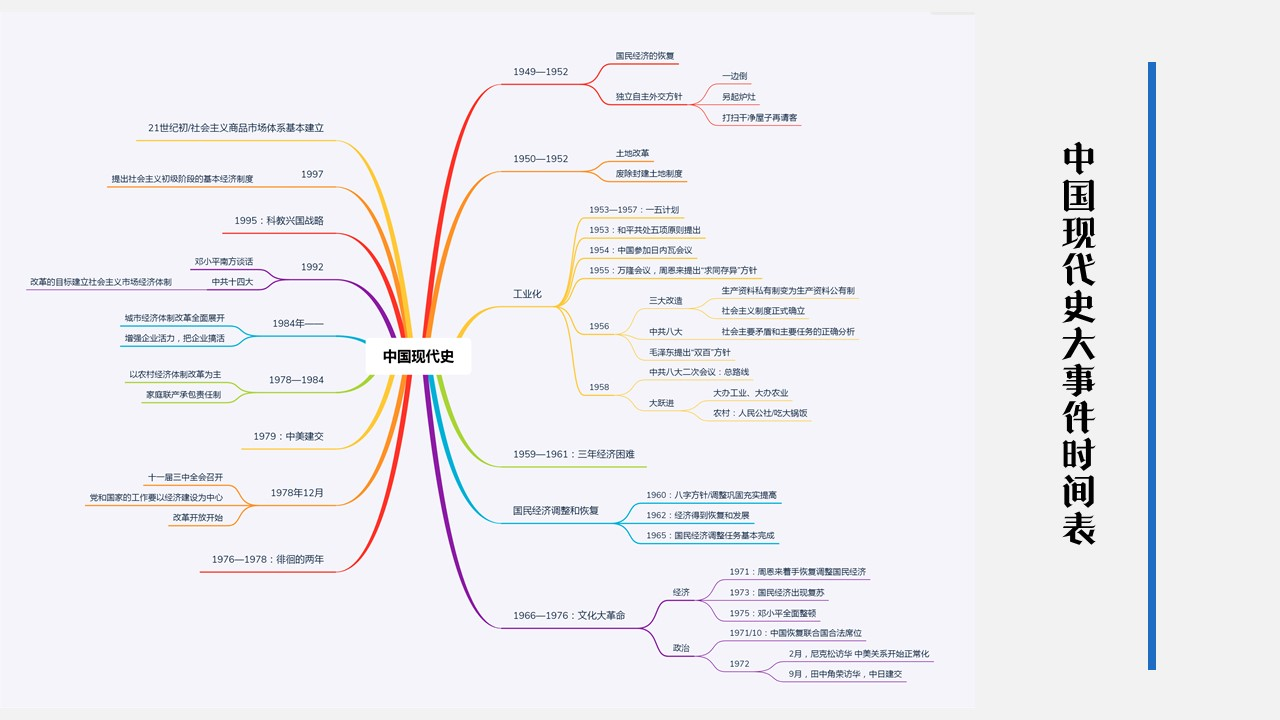 中国现代史大事件时间表
中国现代史
1949—1952
国民经济的恢复
独立自主外交方针
一边倒
另起炉灶
打扫干净屋子再请客
1950—1952
土地改革
废除封建土地制度
工业化
1953—1957：一五计划
1953：和平共处五项原则提出
1954：中国参加日内瓦会议
1955：万隆会议，周恩来提出“求同存异”方针
1956
三大改造
生产资料私有制变为生产资料公有制
社会主义制度正式确立
中共八大
社会主要矛盾和主要任务的正确分析
毛泽东提出“双百”方针
1958
中共八大二次会议：总路线
大跃进
大办工业、大办农业
农村：人民公社/吃大锅饭
1959—1961：三年经济困难
国民经济调整和恢复
1960：八字方针/调整巩固充实提高
1962：经济得到恢复和发展
1965：国民经济调整任务基本完成
1966—1976：文化大革命
经济
1971：周恩来着手恢复调整国民经济
1973：国民经济出现复苏
1975：邓小平全面整顿
政治
1971/10：中国恢复联合国合法席位
1972
2月，尼克松访华 中美关系开始正常化
9月，田中角荣访华，中日建交
1976—1978：徘徊的两年
1978年12月
十一届三中全会召开
党和国家的工作要以经济建设为中心
改革开放开始
1979：中美建交
1978—1984
以农村经济体制改革为主
家庭联产承包责任制
1984年——
城市经济体制改革全面展开
增强企业活力，把企业搞活
1992
邓小平南方谈话
中共十四大
改革的目标建立社会主义市场经济体制
1995：科教兴国战略
1997
提出社会主义初级阶段的基本经济制度
21世纪初/社会主义商品市场体系基本建立